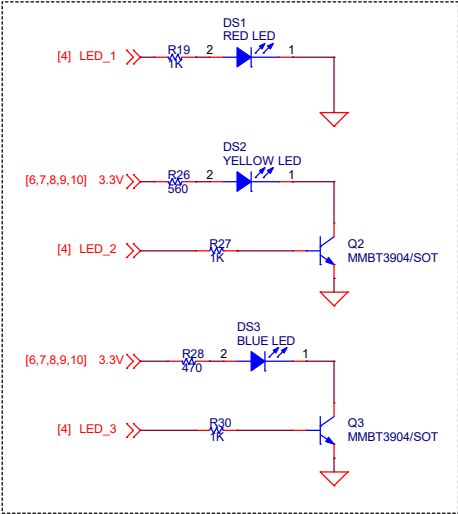 DS1
RED LED
[4] LED_1 R19 2 1
1K
DS2
YELLOW LED
[6,7,8,9,10] 3.3V R26 2 1
560
[4] LED_2 R27 Q2
1K MMBT3904/SOT
DS3
BLUE LED
[6,7,8,9,10] 3.3V R28 2 1
470
[4] LED_3 R30 Q3
1K MMBT3904/SOT